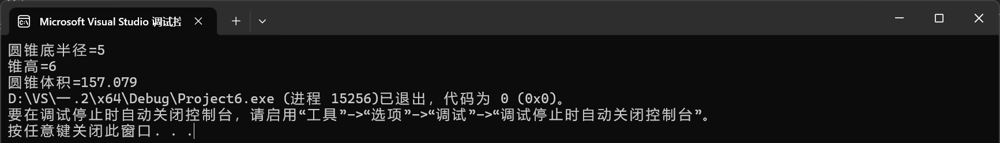 Microsoft Visual Studio 调试控
圆锥底半径=5
锥高=6
圆锥体积=157.079
D:\VS\一.2\x64\Debug\Project6.exe (进程 15256)已退出，代码为 0 (0x0)。
要在调试停止时自动关闭控制台，请启用“工具”->“选项”->“调试”->“调试停止时自动关闭控制台”。
按任意键关闭此窗口. . .